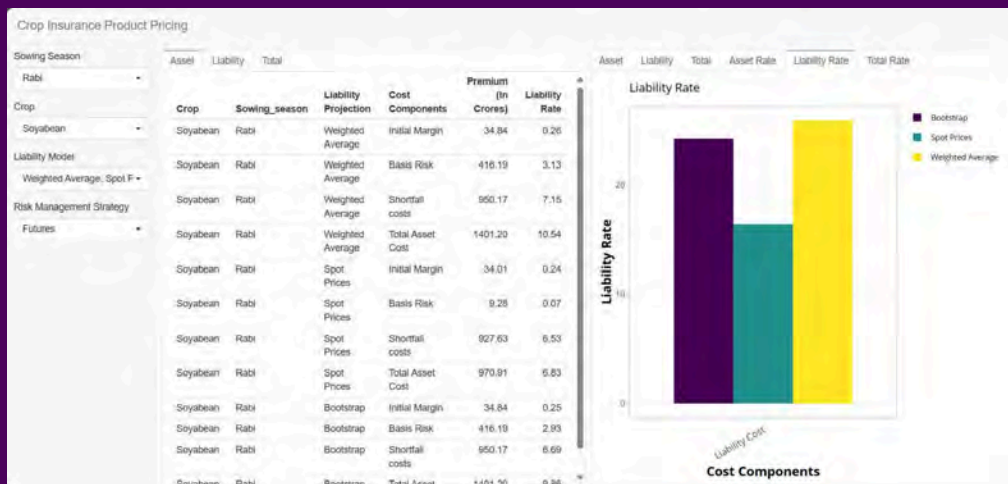 Crop Insurance Product Pricing
Sowing Season
Rabi
Crop
Soyabean
Liability Model
Weighted Average, Spot P
Risk Management Strategy
Futures
Asset Liability Total
Crop Sowing_season Liability Projection Cost Components Premium (In Crores) Liability Rate
Soyabean Rabi Weighted Average Initial Margin 34.84 0.26
Soyabean Rabi Weighted Average Basis Risk 416.19 3.13
Soyabean Rabi Weighted Average Shortfall costs 950.17 7.15
Soyabean Rabi Weighted Average Total Asset Cost 1401.20 10.54
Soyabean Rabi Spot Prices Initial Margin 34.01 0.24
Soyabean Rabi Spot Prices Basis Risk 9.28 0.07
Soyabean Rabi Spot Prices Shortfall costs 927.63 6.53
Soyabean Rabi Spot Prices Total Asset Cost 970.91 6.83
Soyabean Rabi Bootstrap Initial Margin 34.84 0.25
Soyabean Rabi Bootstrap Basis Risk 416.19 2.93
Soyabean Rabi Bootstrap Shortfall costs 950.17 6.69
Soyabean Rabi Bootstrap Total Asset 1401.20
Asset Liability Total Asset Rate Liability Rate Total Rate
Liability Rate
Bootstrap
Spot Prices
Weighted Average
Liability Rate
20
10
0
Liability Cost
Cost Components